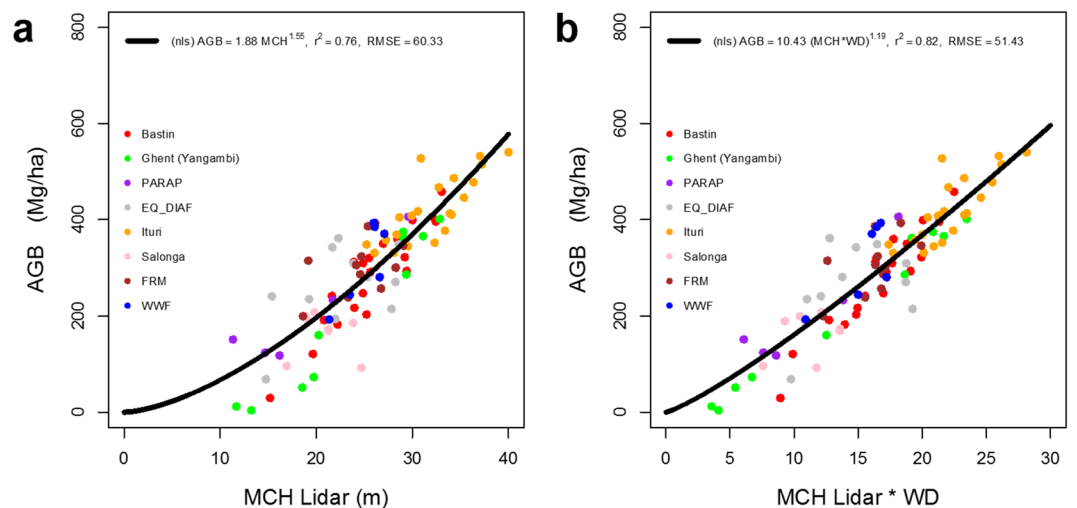 a
(nls) AGB = 1.88 MCH^1.55, r^2 = 0.76, RMSE = 60.33
Bastin
Ghent (Yangambi)
PARAP
EQ_DIAF
Ituri
Salonga
FRM
WWF
AGB (Mg/ha)
0
200
400
600
800
0 10 20 30 40
MCH Lidar (m)
b
(nls) AGB = 10.43 (MCH*WD)^1.19, r^2 = 0.82, RMSE = 51.43
Bastin
Ghent (Yangambi)
PARAP
EQ_DIAF
Ituri
Salonga
FRM
WWF
AGB (Mg/ha)
0
200
400
600
800
0 5 10 15 20 25 30
MCH Lidar * WD